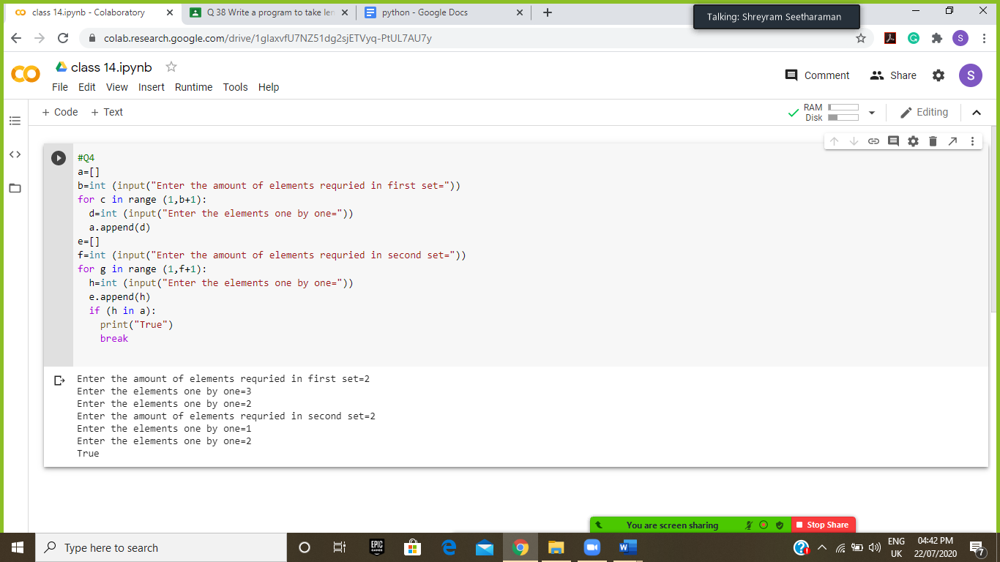 class 14.ipynb - Colaboratory
Q 38 Write a program to take len
python - Google Docs
Talking: Shreyram Seetharaman
colab.research.google.com/drive/1glaxvfU7NZ51dg2sjETVyq-PtUL7AU7y
S
class 14.ipynb
File Edit View Insert Runtime Tools Help
Comment Share S
+ Code + Text
RAM
Disk
Editing
#Q4
a=[]
b=int (input("Enter the amount of elements requried in first set="))
for c in range (1,b+1):
  d=int (input("Enter the elements one by one="))
  a.append(d)
e=[]
f=int (input("Enter the amount of elements requried in second set="))
for g in range (1,f+1):
  h=int (input("Enter the elements one by one="))
  e.append(h)
  if (h in a):
    print("True")
    break
Enter the amount of elements requried in first set=2
Enter the elements one by one=3
Enter the elements one by one=2
Enter the amount of elements requried in second set=2
Enter the elements one by one=1
Enter the elements one by one=2
True
You are screen sharing Stop Share
Type here to search
EPIC GAMES
ENG
UK
04:42 PM
22/07/2020
7